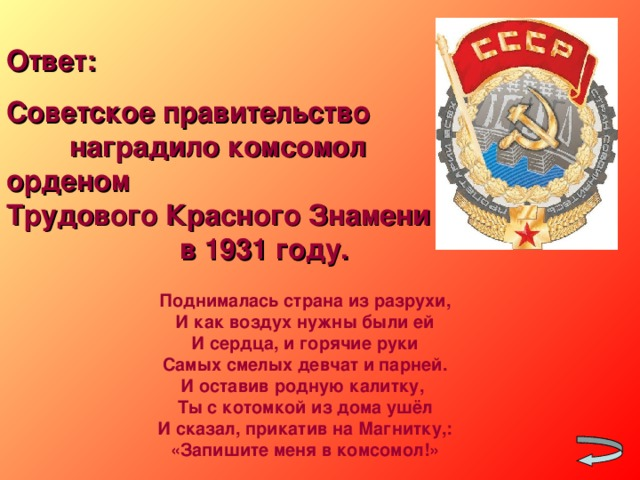 СССР
Ответ:
Советское правительство
наградило комсомол
орденом
Трудового Красного Знамени
в 1931 году.
Поднималась страна из разрухи,
И как воздух нужны были ей
И сердца, и горячие руки
Самых смелых девчат и парней.
И оставив родную калитку,
Ты с котомкой из дома ушёл
И сказал, прикатив на Магнитку,:
«Запишите меня в комсомол!»